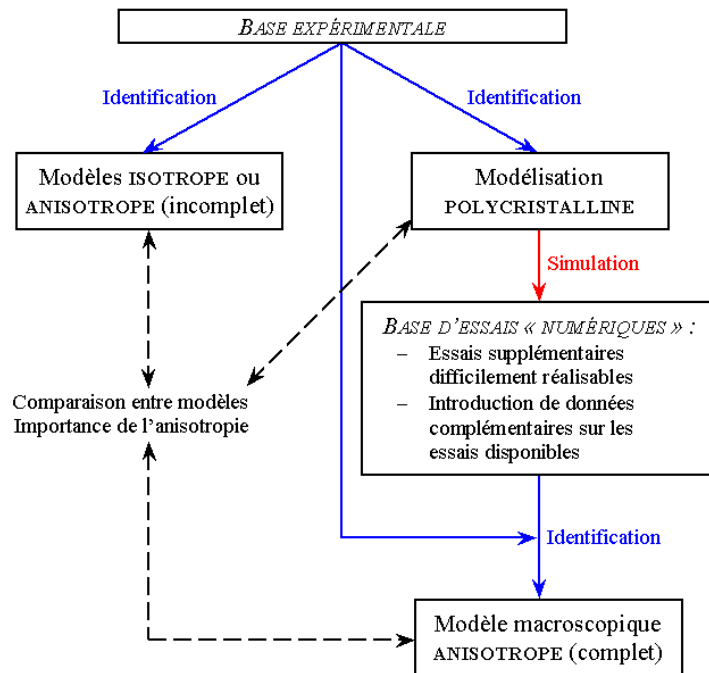 BASE EXPÉRIMENTALE
Identification
Identification
Modèles ISOTROPE ou
ANISOTROPE (incomplet)
Modélisation
POLYCRISTALLINE
Simulation
BASE D'ESSAIS « NUMÉRIQUES » :
– Essais supplémentaires
difficilement réalisables
– Introduction de données
complémentaires sur les
essais disponibles
Comparaison entre modèles
Importance de l'anisotropie
Identification
Modèle macroscopique
ANISOTROPE (complet)